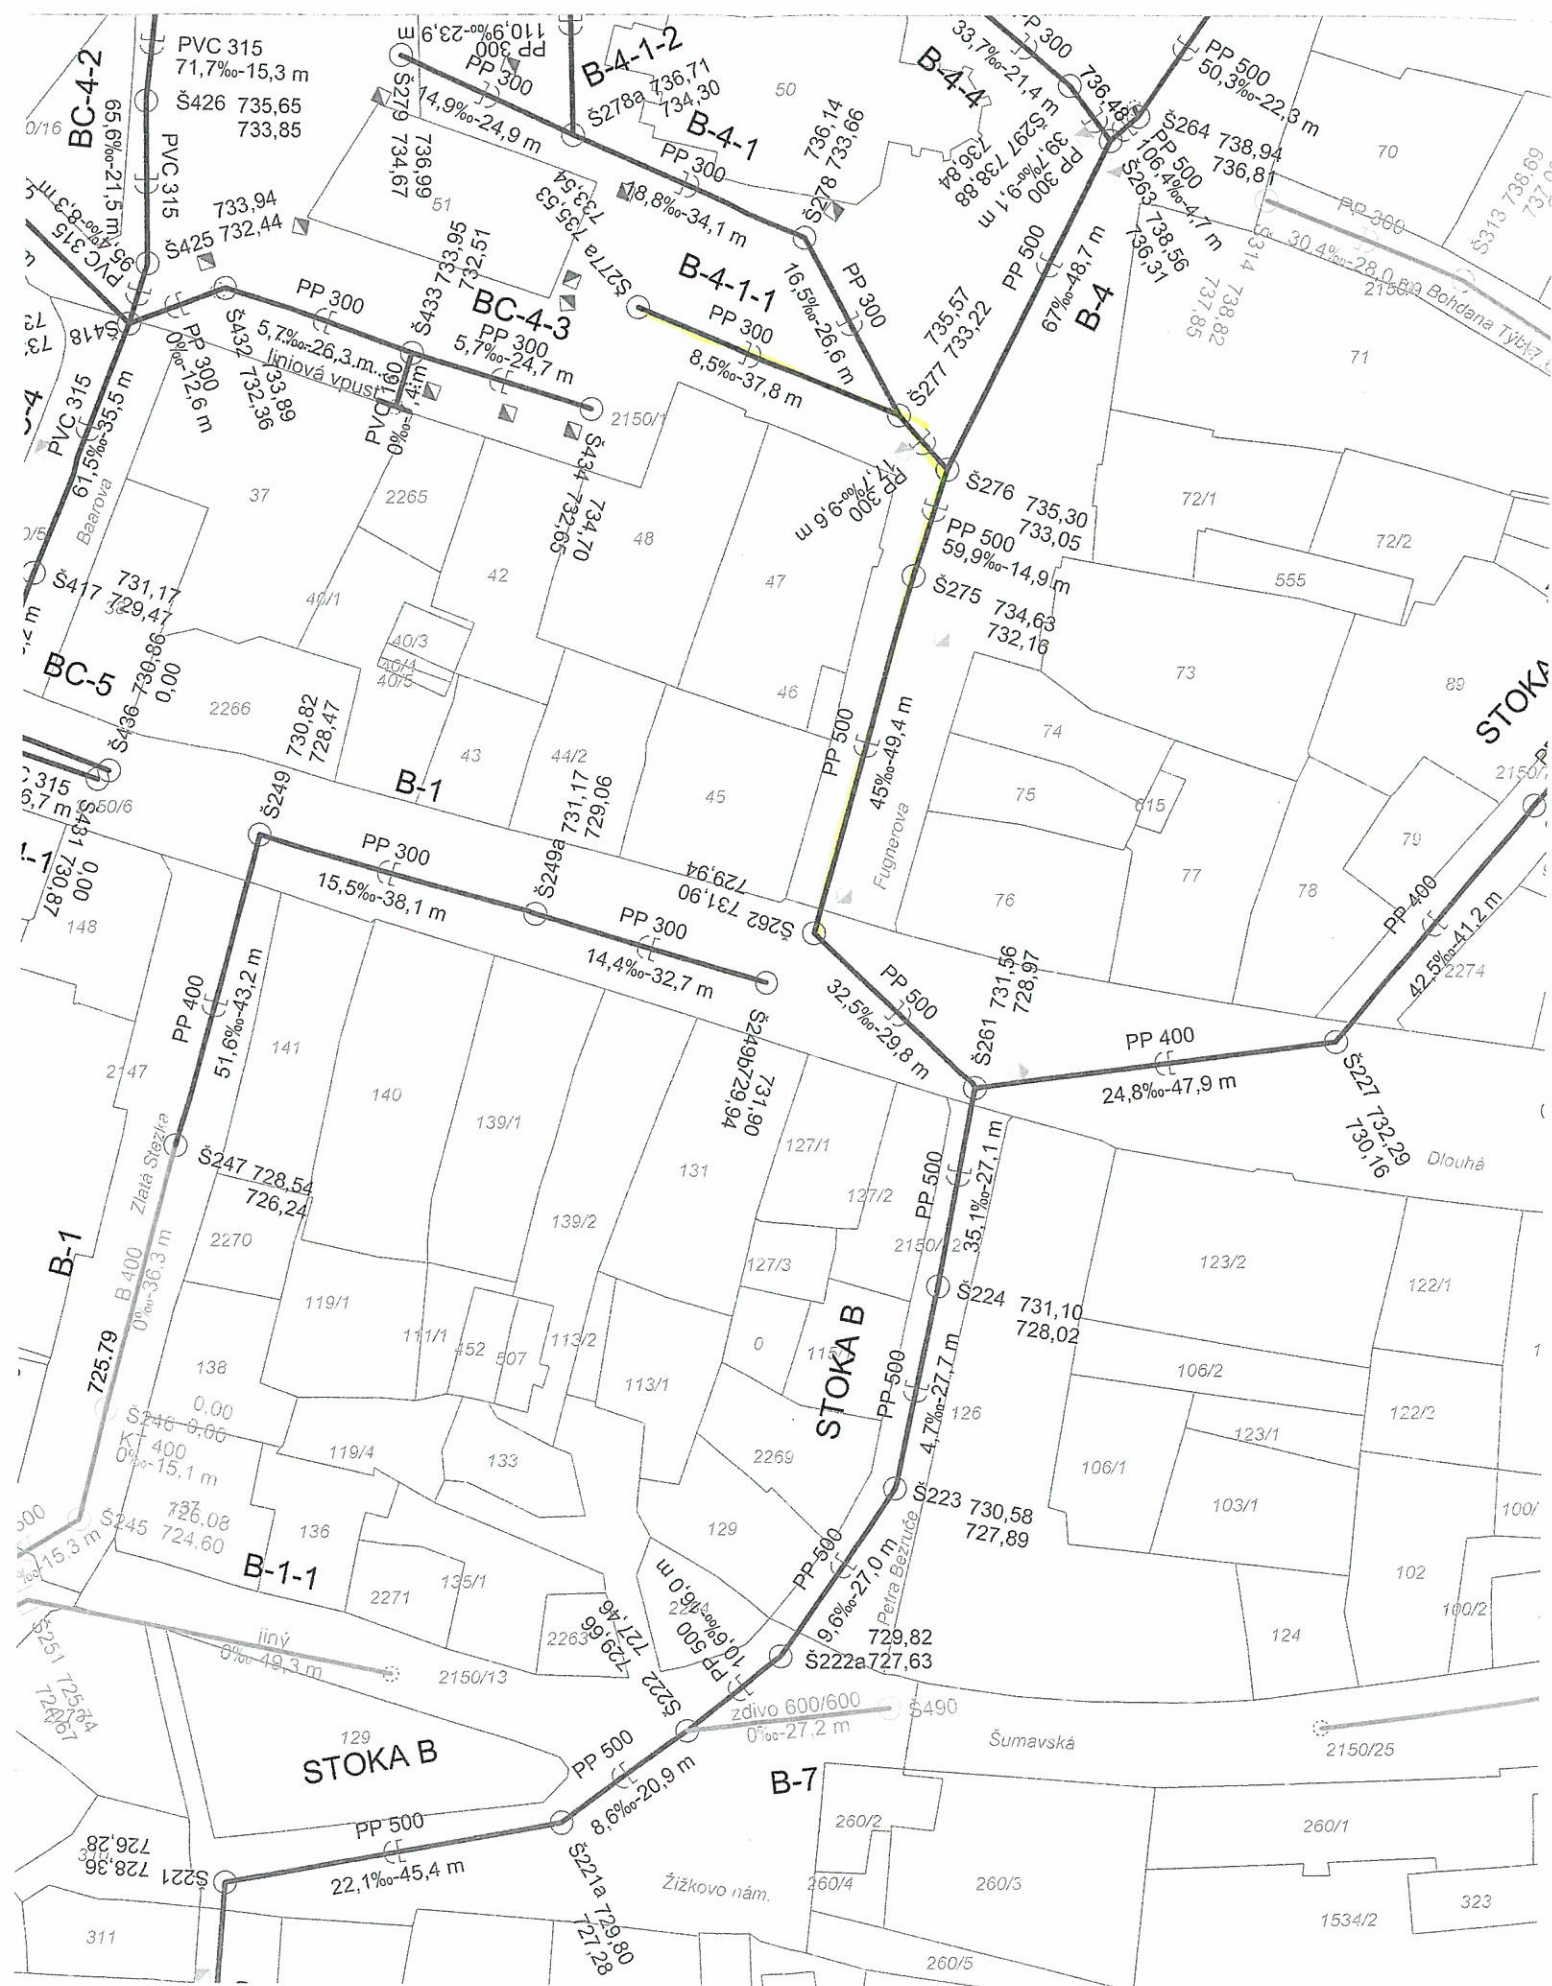 PVC 315
71,7‰-15,3 m
Š426 735,65
733,85
BC-4-2
65,6‰-21,5 m
PVC 315
PVC 315
95,4‰-8,3 m
Š425
733,94
732,44
Š418
PP 300
0‰-12,6 m
Š432 733,89
732,36
PP 300
5,7‰-26,3 m
liniová vpust
PVC 160
Š433 733,95
732,51
BC-4-3
PP 300
5,7‰-24,7 m
Š434 732,65
734,70
110,9‰-23,9
PP 300
PP 300
14,9‰-24,9 m
Š279 734,67
736,99
B-4-1-2
Š278a 736,71
734,30
B-4-1
PP 300
18,8‰-34,1 m
736,14
Š278 733,66
Š277a 735,53
733,54
B-4-1-1
PP 300
8,5‰-37,8 m
PP 300
16,5‰-26,6 m
735,57
Š277 733,22
PP 300
17,7‰-9,6 m
B-4-4
PP 300
33,7‰-21,4 m
736,48
Š297 738,88
736,84
PP 300
39,7‰-9,1 m
PP 500
50,3‰-22,3 m
Š264 738,94
736,81
PP 500
106,4‰-4,7 m
Š263 738,56
736,31
PP 500
67‰-48,7 m
B-4
Š314 738,82
737,85
PP 300
30,4‰-28,0 m
Š313 738,69
Bohdana Týbl
2150/1
50
51
70
71
72/1
72/2
555
73
74
75
76
77
78
79
89
615
2274
Š276 735,30
733,05
PP 500
59,9‰-14,9 m
Š275 734,63
732,16
PP 500
45‰-49,4 m
Fugnerova
37
2265
42
48
47
46
45
44/2
43
40/1
40/3
40/5
2266
PVC 315
61,5‰-35,5 m
Baarova
Š417 731,17
729,47
BC-5
Š436 730,86
0,00
Š431 730,87
0,00
148
Š249 730,82
728,47
B-1
PP 300
15,5‰-38,1 m
Š249a 731,17
729,06
PP 300
14,4‰-32,7 m
Š249b 729,94
731,90
Š262 731,90
729,94
PP 500
32,5‰-29,8 m
Š261 731,56
728,97
PP 400
24,8‰-47,9 m
Š227 732,29
730,16
PP 400
42,5‰-41,2 m
STOKA
Dlouhá
PP 400
51,6‰-43,2 m
Š247 728,54
726,24
Zlatá Stezka
B 400
0‰-36,3 m
B-1
725.79
Š246 0,00
0,00
KT 400
0‰-15,1 m
Š245 726,08
724,60
2147
141
140
139/1
139/2
131
127/1
127/2
127/3
0
2270
119/1
111/1
452
507
113/2
113/1
138
119/4
133
136
135/1
2271
2269
129
2263
126
PP 500
35,1‰-27,1 m
Š224 731,10
728,02
STOKA B
PP 500
4,7‰-27,7 m
Š223 730,58
727,89
PP 500
9,6‰-27,0 m
Petra Bezruče
729,82
Š222a 727,63
123/2
122/1
106/2
122/2
123/1
106/1
103/1
102
100/2
124
B-1-1
jiný
0‰-49,3 m
2150/13
Š251
129
STOKA B
Š222 729,66
727,46
PP 500
10,6‰-16,0 m
zdivo 600/600
0‰-27,2 m
Š490
Šumavská
2150/25
PP 500
8,6‰-20,9 m
Š221a 729,80
727,28
PP 500
22,1‰-45,4 m
Š221 728,36
726,28
311
B-7
Žižkovo nám.
260/2
260/4
260/3
260/5
260/1
1534/2
323